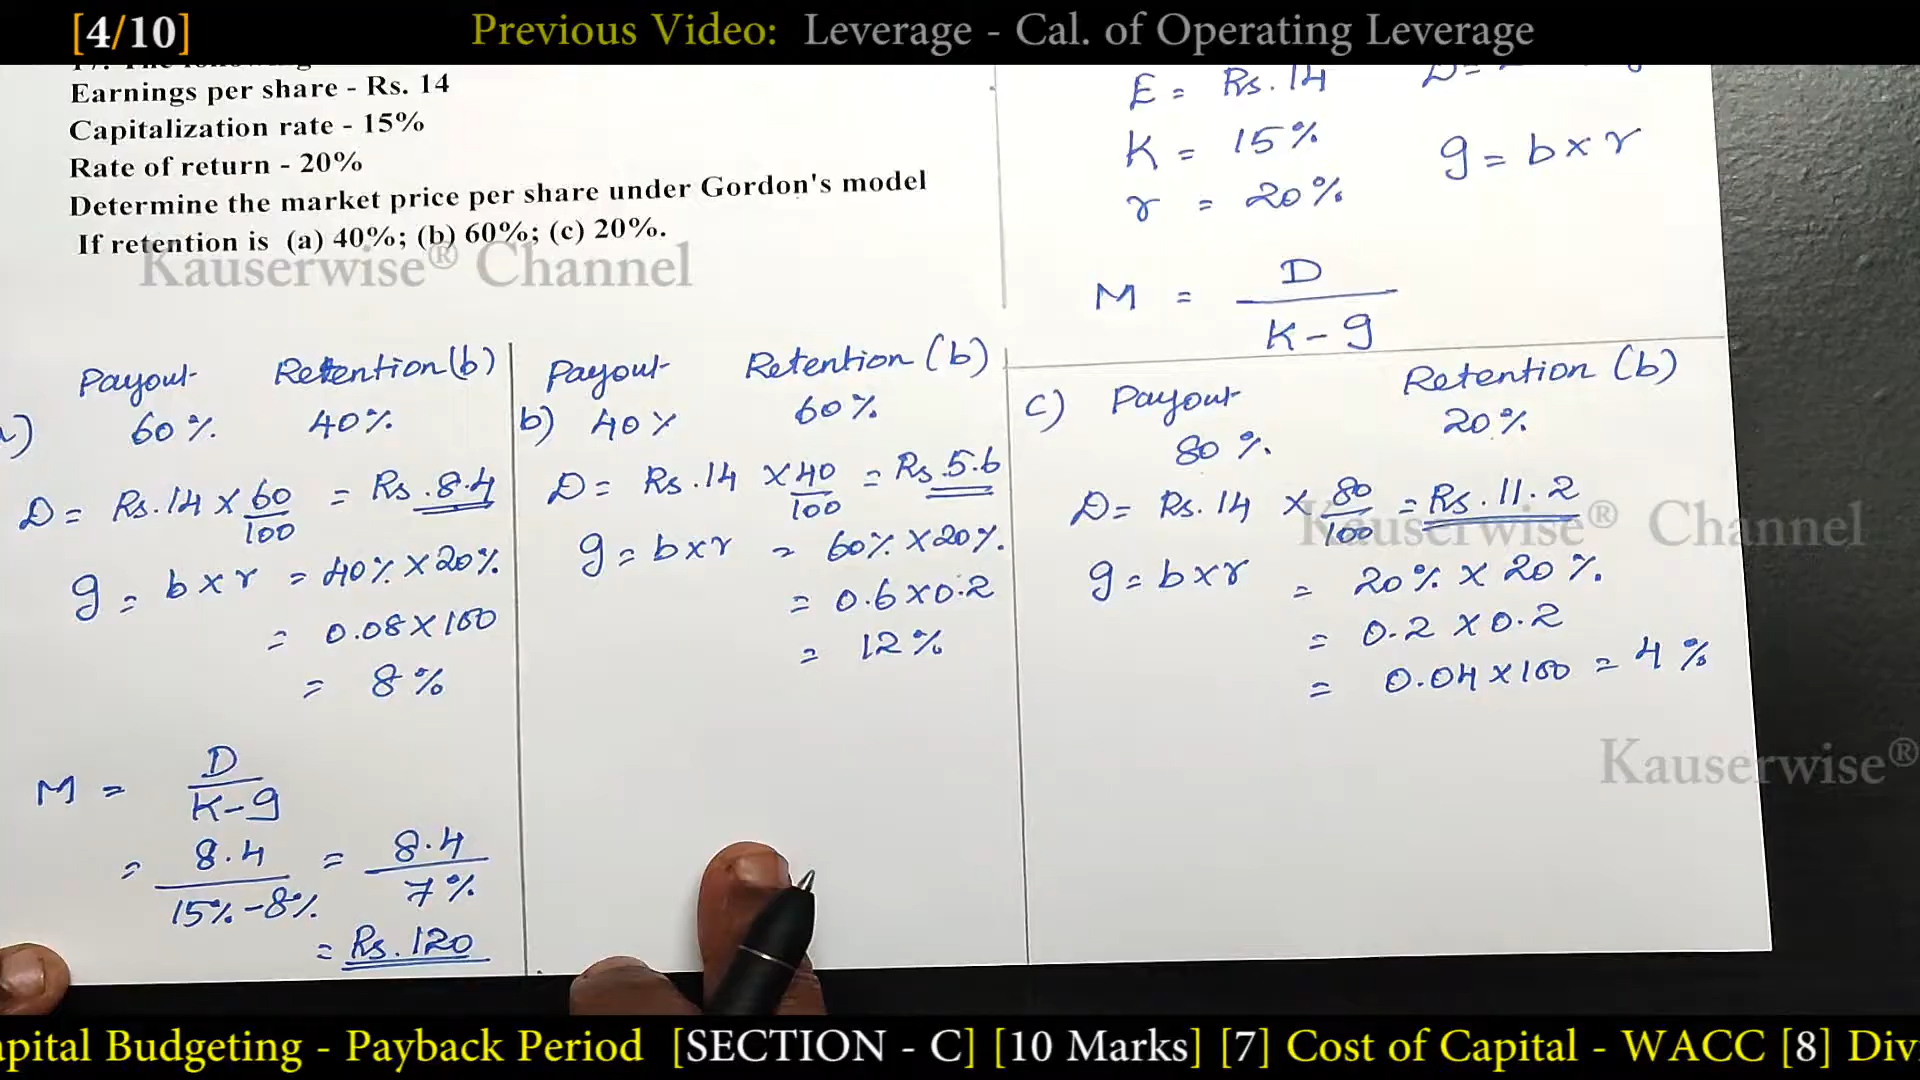 [4/10] Previous Video: Leverage - Cal. of Operating Leverage
Earnings per share - Rs. 14
Capitalization rate - 15%
Rate of return - 20%
Determine the market price per share under Gordon's model
If retention is (a) 40%; (b) 60%; (c) 20%.
Kauserwise® Channel
E = Rs. 14
K = 15%
r = 20%
g = b x r
M = D / K - g
Payout Retention (b)
60% 40%
D = Rs. 14 x 60/100 = Rs. 8.4
g = b x r = 40% x 20%
= 0.08 x 100
= 8%
M = D / K - g
= 8.4 / 15% - 8% = 8.4 / 7%
= Rs. 120
Payout Retention (b)
b) 40% 60%
D = Rs. 14 x 40/100 = Rs. 5.6
g = b x r = 60% x 20%
= 0.6 x 0.2
= 12%
c) Payout Retention (b)
80% 20%
D = Rs. 14 x 80/100 = Rs. 11.2
g = b x r = 20% x 20%
= 0.2 x 0.2
= 0.04 x 100 = 4%
Kauserwise® Channel
Kauserwise®
apital Budgeting - Payback Period [SECTION - C] [10 Marks] [7] Cost of Capital - WACC [8] Div